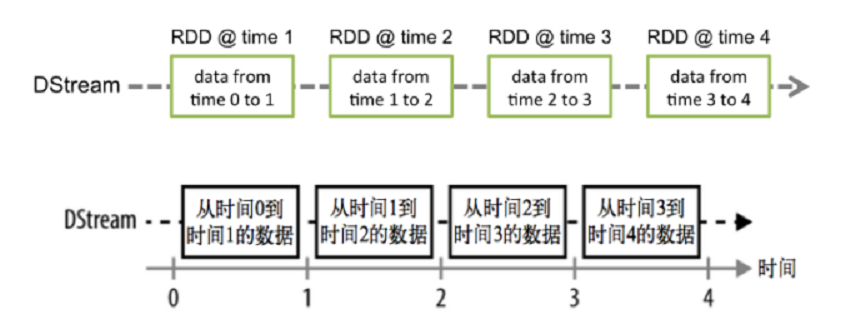 RDD @ time 1 RDD @ time 2 RDD @ time 3 RDD @ time 4
DStream
data from
time 0 to 1
data from
time 1 to 2
data from
time 2 to 3
data from
time 3 to 4
DStream
从时间0到
时间1的数据
从时间1到
时间2的数据
从时间2到
时间3的数据
从时间3到
时间4的数据
时间
0 1 2 3 4